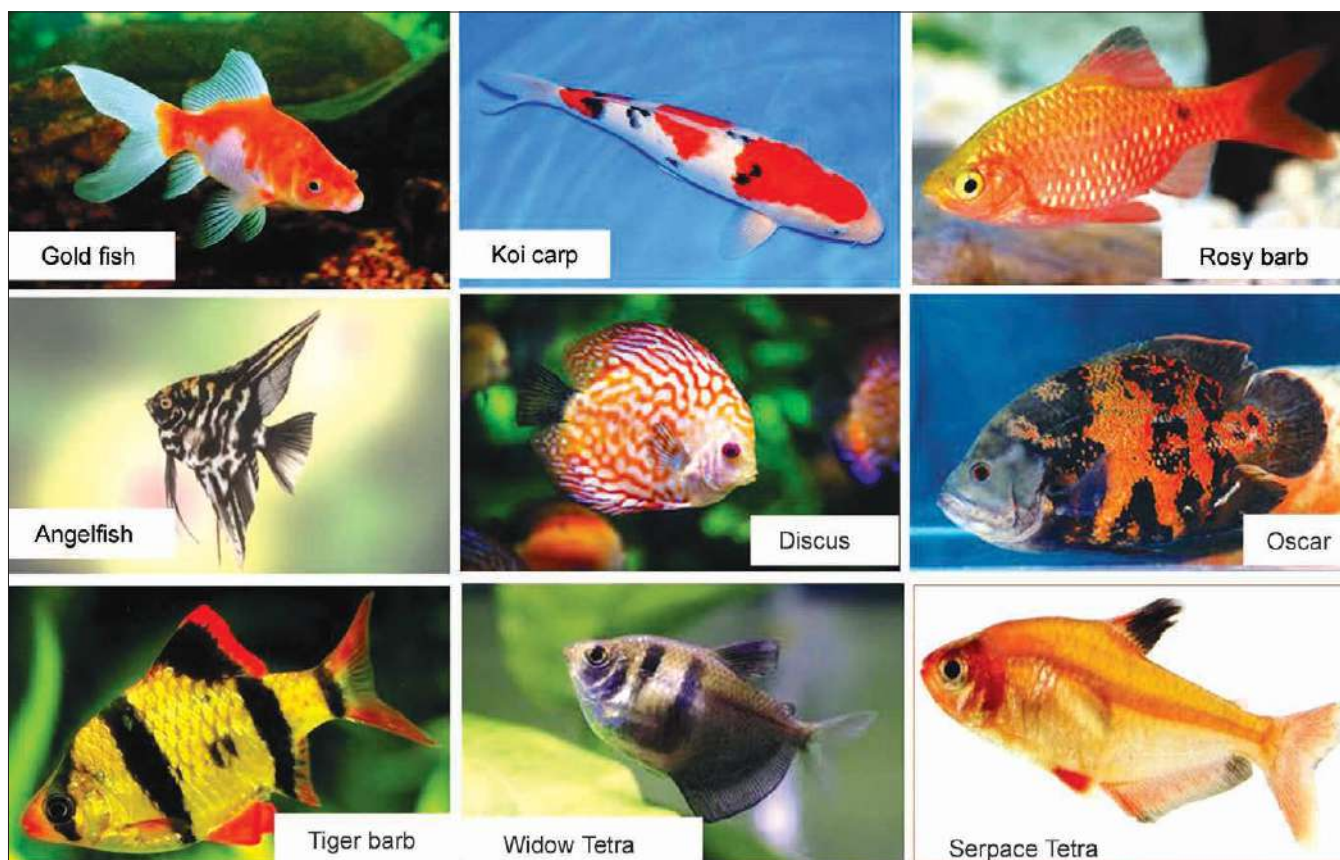 Gold fish
Koi carp
Rosy barb
Angelfish
Discus
Oscar
Tiger barb
Widow Tetra
Serpace Tetra